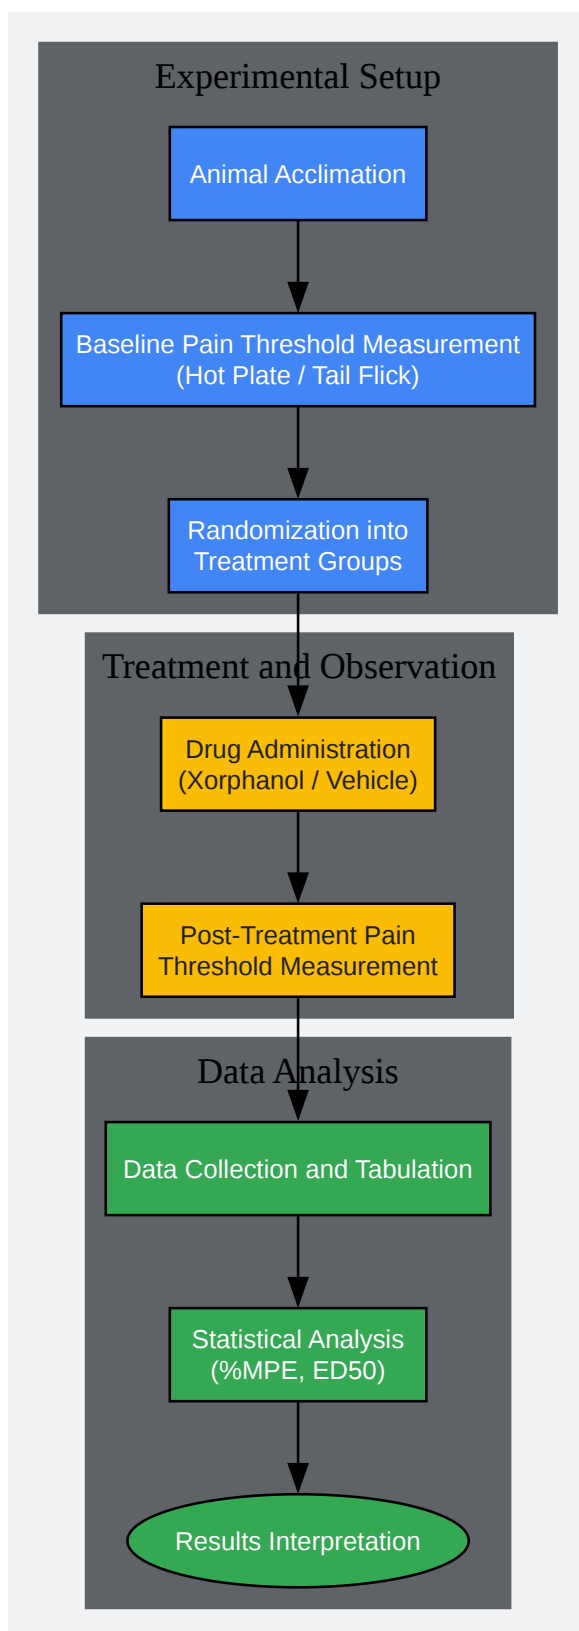 Experimental Setup
Animal Acclimation
Baseline Pain Threshold Measurement
(Hot Plate / Tail Flick)
Randomization into
Treatment Groups
Treatment and Observation
Drug Administration
(Xorphanol / Vehicle)
Post-Treatment Pain
Threshold Measurement
Data Analysis
Data Collection and Tabulation
Statistical Analysis
(%MPE, ED50)
Results Interpretation